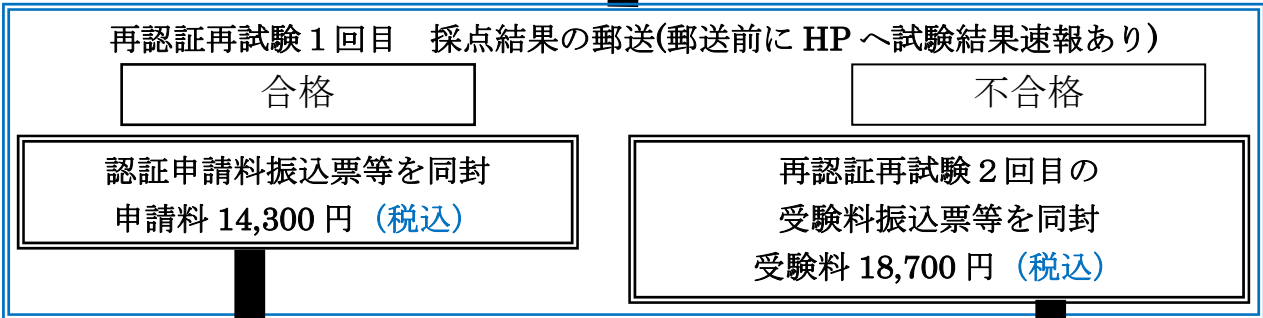 再認証再試験1回目　採点結果の郵送(郵送前に HP へ試験結果速報あり)
合格
不合格
認証申請料振込票等を同封
申請料 14,300 円（税込）
再認証再試験２回目の
受験料振込票等を同封
受験料 18,700 円（税込）